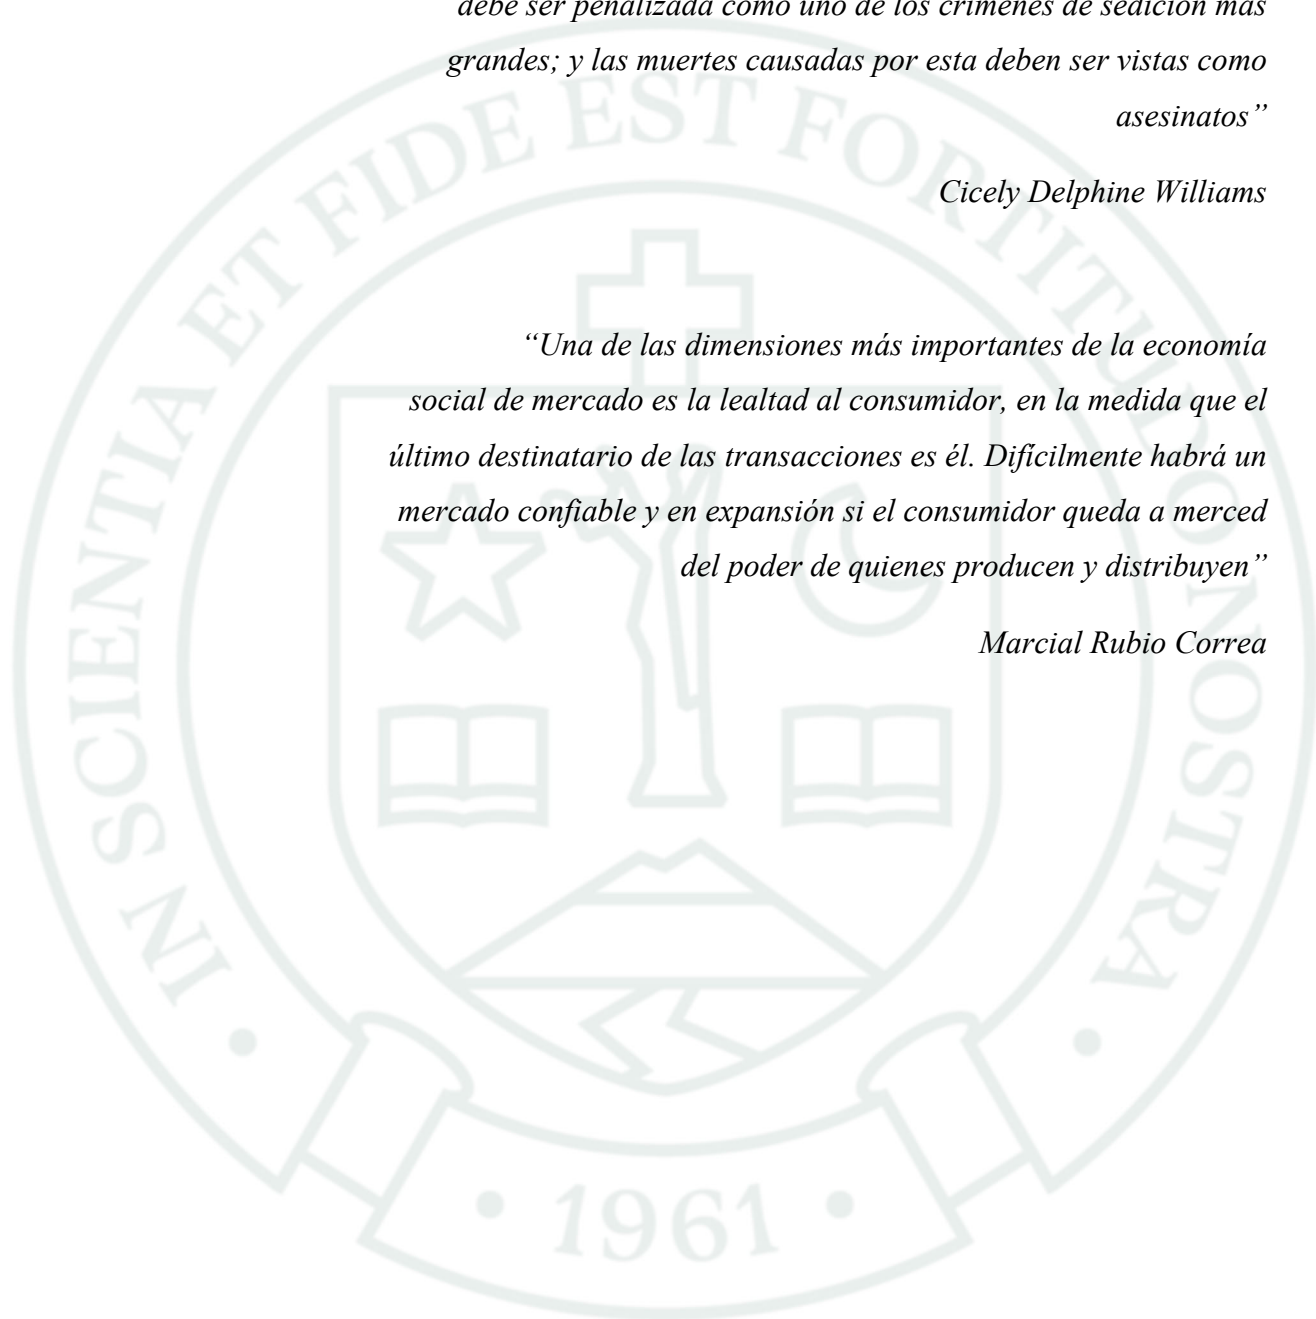 debe ser penalizada como uno de los crímenes de sedición más
grandes; y las muertes causadas por esta deben ser vistas como
asesinatos”
Cicely Delphine Williams
“Una de las dimensiones más importantes de la economía
social de mercado es la lealtad al consumidor, en la medida que el
último destinatario de las transacciones es él. Difícilmente habrá un
mercado confiable y en expansión si el consumidor queda a merced
del poder de quienes producen y distribuyen”
Marcial Rubio Correa
IN SCIENTIA ET FIDE EST FORTITUDO NOSTRA
• 1961 •